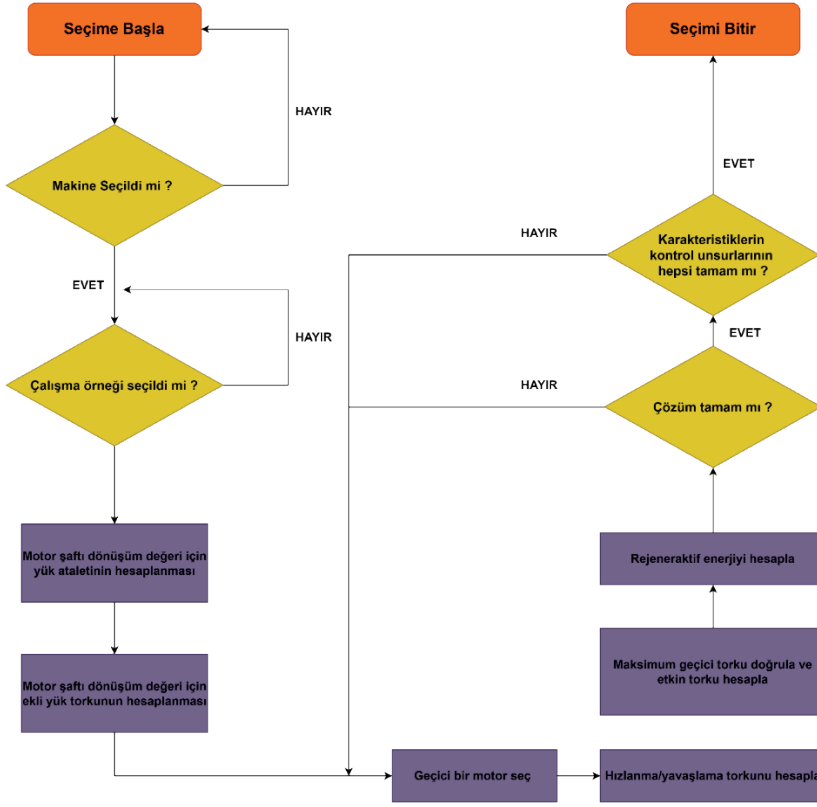 Seçime Başla
HAYIR
Makine Seçildi mi ?
EVET
HAYIR
Çalışma örneği seçildi mi ?
Motor şaftı dönüşüm değeri için
yük ataletinin hesaplanması
Motor şaftı dönüşüm değeri için
ekli yük torkunun hesaplanması
Geçici bir motor seç
Hızlanma/yavaşlama torkunu hesapla
Maksimum geçici torku doğrula ve
etkin torku hesapla
Rejeneraktif enerjiyi hesapla
Çözüm tamam mı ?
HAYIR
EVET
Karakteristiklerin
kontrol unsurlarının
hepsi tamam mı ?
HAYIR
EVET
Seçimi Bitir